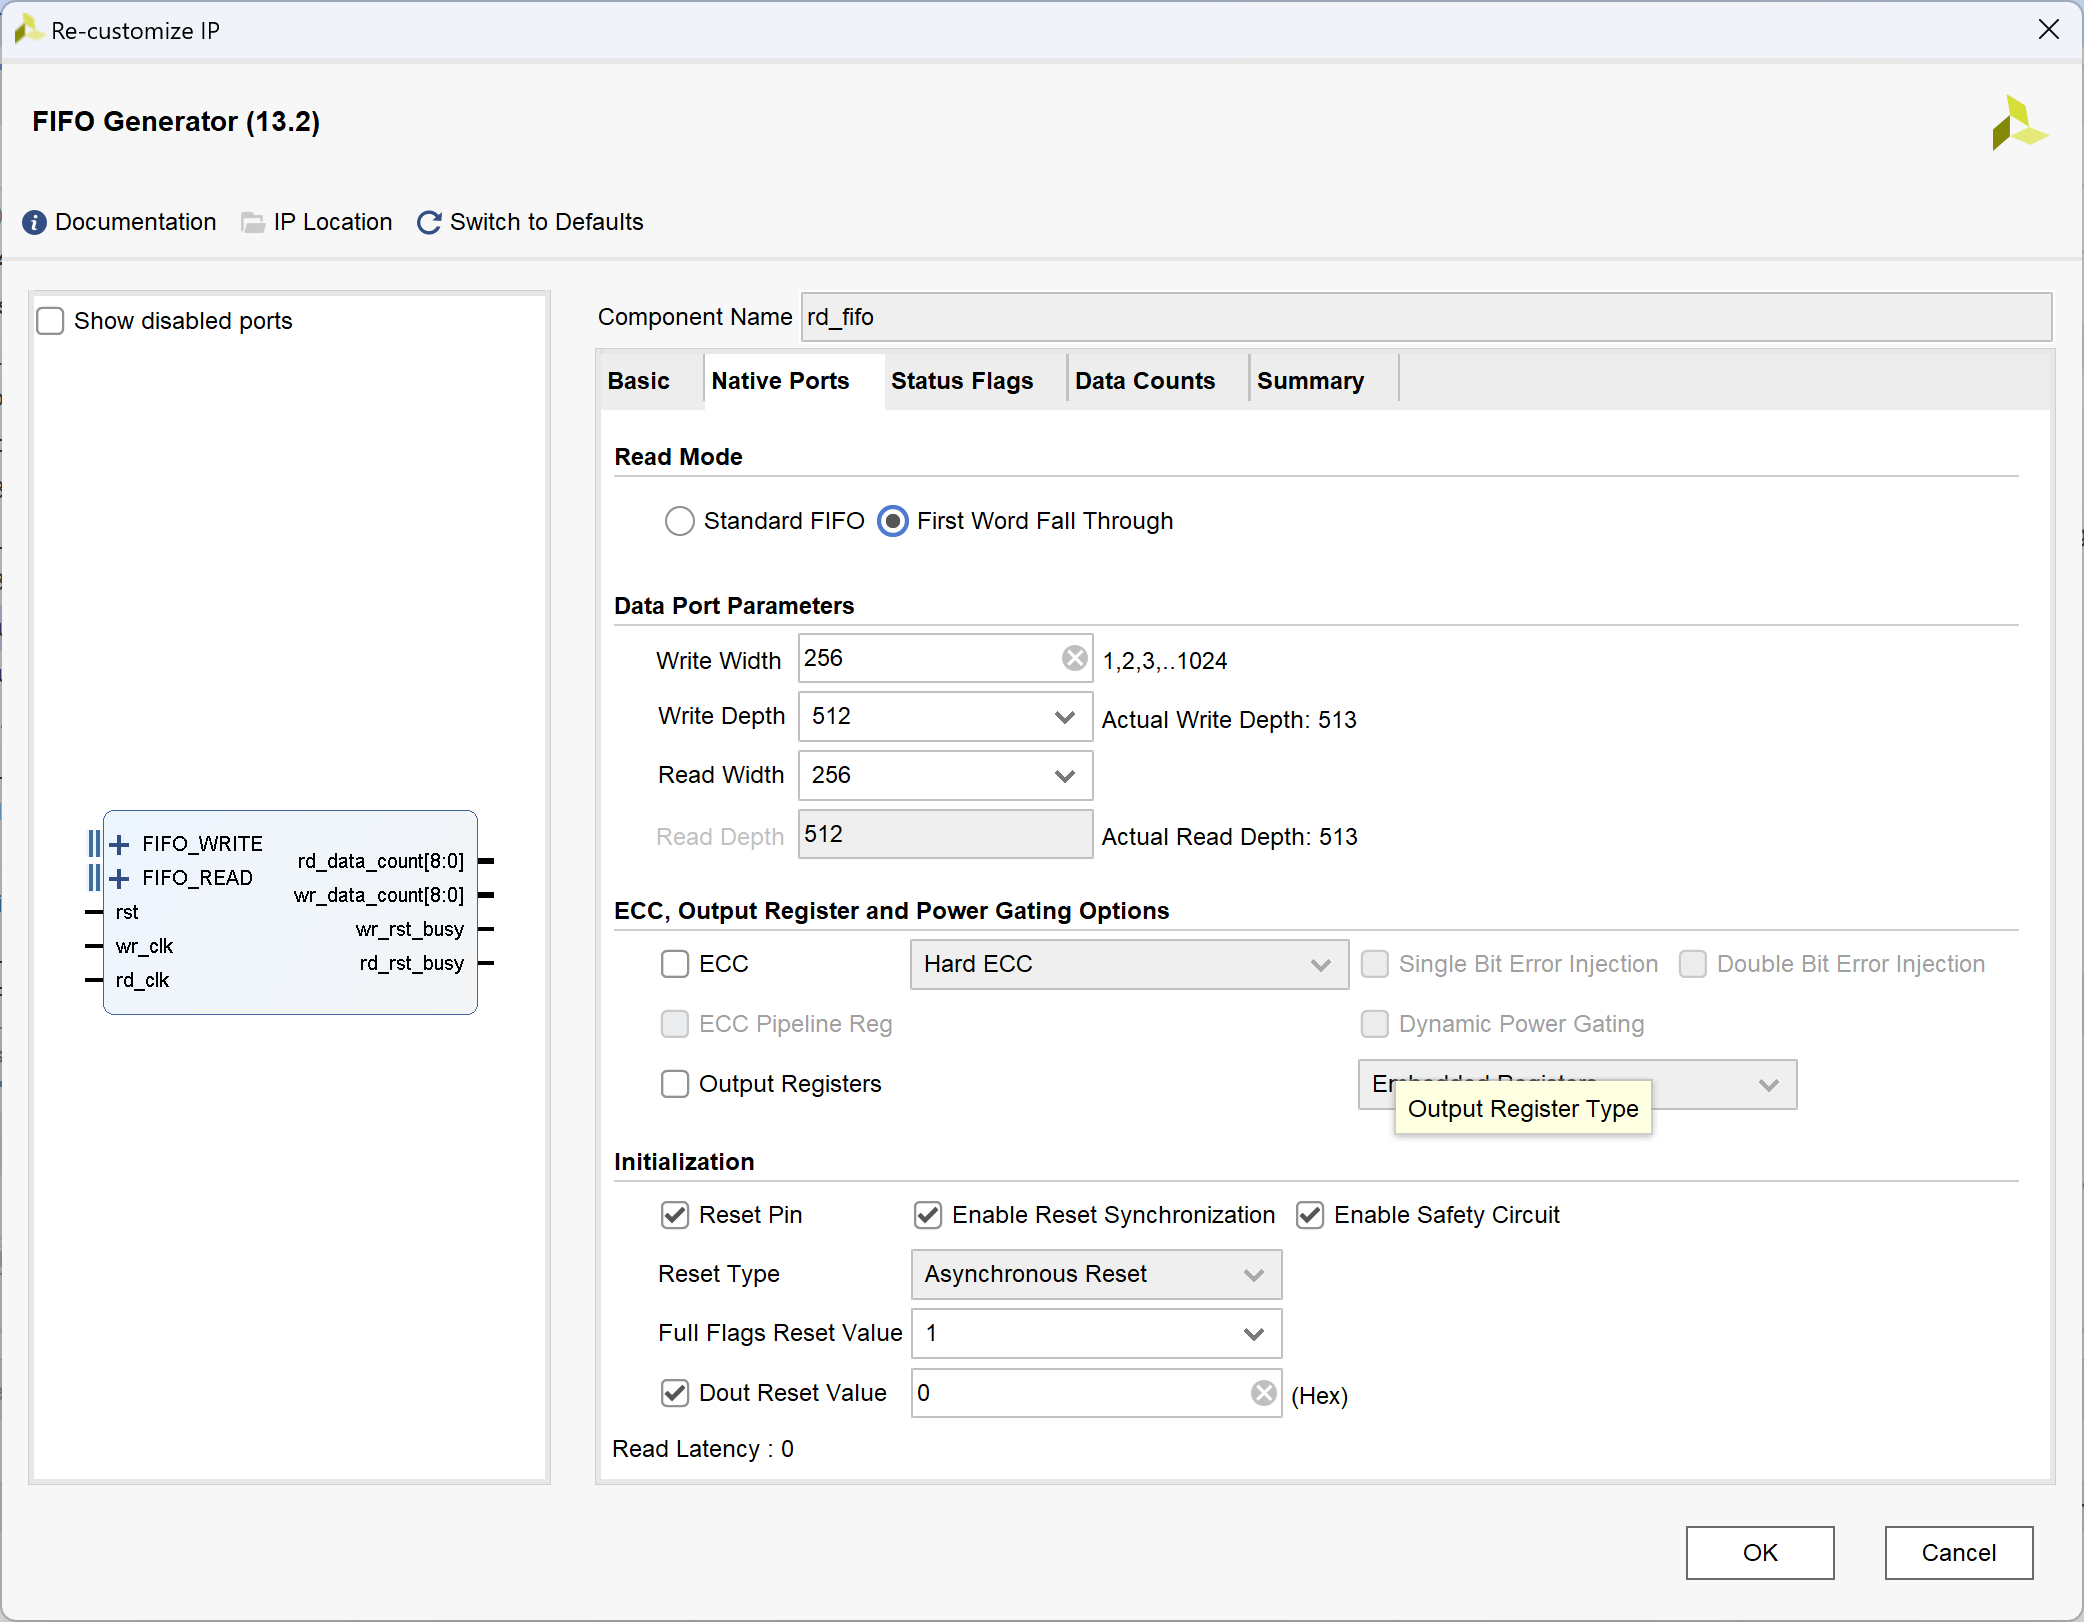 Re-customize IP
FIFO Generator (13.2)
Documentation IP Location Switch to Defaults
Show disabled ports
FIFO_WRITE
FIFO_READ
rst
wr_clk
rd_clk
rd_data_count[8:0]
wr_data_count[8:0]
wr_rst_busy
rd_rst_busy
Component Name rd_fifo
Basic Native Ports Status Flags Data Counts Summary
Read Mode
Standard FIFO First Word Fall Through
Data Port Parameters
Write Width 256 1,2,3,..1024
Write Depth 512 Actual Write Depth: 513
Read Width 256
Read Depth 512 Actual Read Depth: 513
ECC, Output Register and Power Gating Options
ECC Hard ECC Single Bit Error Injection Double Bit Error Injection
ECC Pipeline Reg Dynamic Power Gating
Output Registers Embedded Registers
Output Register Type
Initialization
Reset Pin Enable Reset Synchronization Enable Safety Circuit
Reset Type Asynchronous Reset
Full Flags Reset Value 1
Dout Reset Value 0 (Hex)
Read Latency : 0
OK Cancel